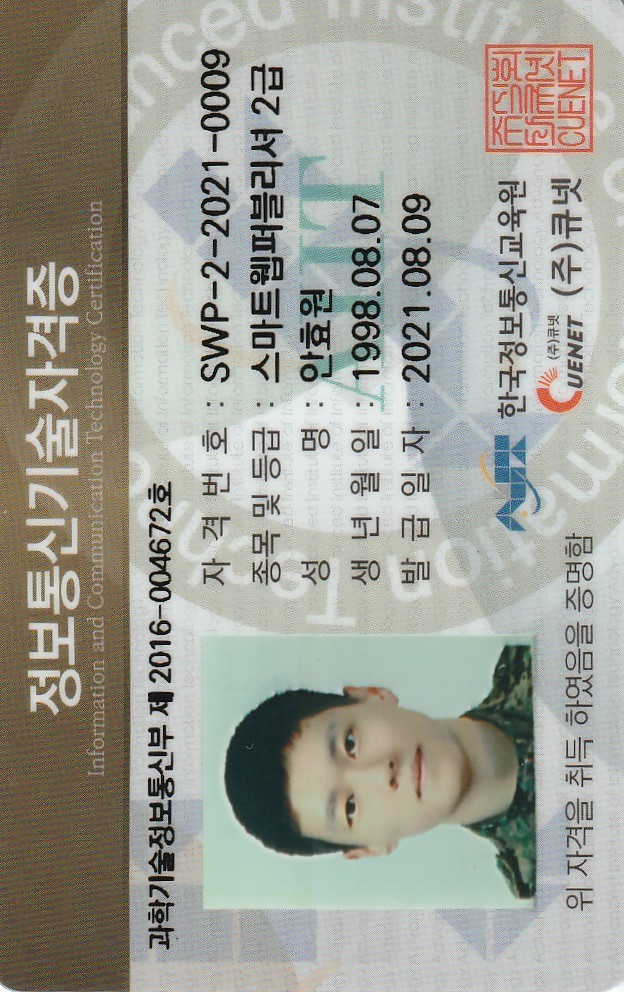 정보통신기술자격증
Information and Communication Technology Certification
과학기술정보통신부 제 2016-004672호
자 격 번 호 : SWP-2-2021-0009
종목 및 등급 : 스마트웹퍼블리셔 2급
성 명 : 안효원
생 년 월 일 : 1998.08.07
발 급 일 자 : 2021.08.09
AIIT
한국정보통신교육원
(주)큐넷
CUENET
(주)큐넷
주식회
사큐넷
CUENET
위 자격을 취득 하였음을 증명함